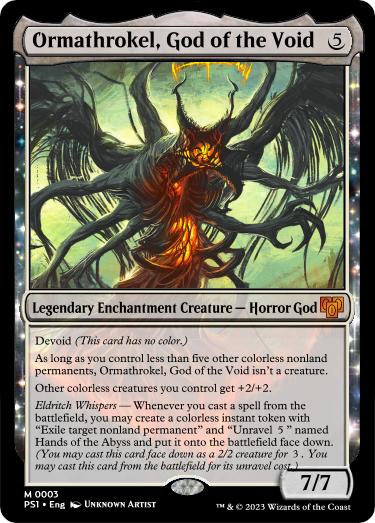 Ormathrokel, God of the Void 5
Legendary Enchantment Creature — Horror God
Devoid (This card has no color.)
As long as you control less than five other colorless nonland
permanents, Ormathrokel, God of the Void isn't a creature.
Other colorless creatures you control get +2/+2.
Eldritch Whispers — Whenever you cast a spell from the
battlefield, you may create a colorless instant token with
"Exile target nonland permanent" and "Unravel 5" named
Hands of the Abyss and put it onto the battlefield face down.
(You may cast this card face down as a 2/2 creature for 3. You
may cast this card from the battlefield for its unravel cost.)
7/7
M 0003
PS1 • Eng Unknown Artist
™ & © 2023 Wizards of the Coast